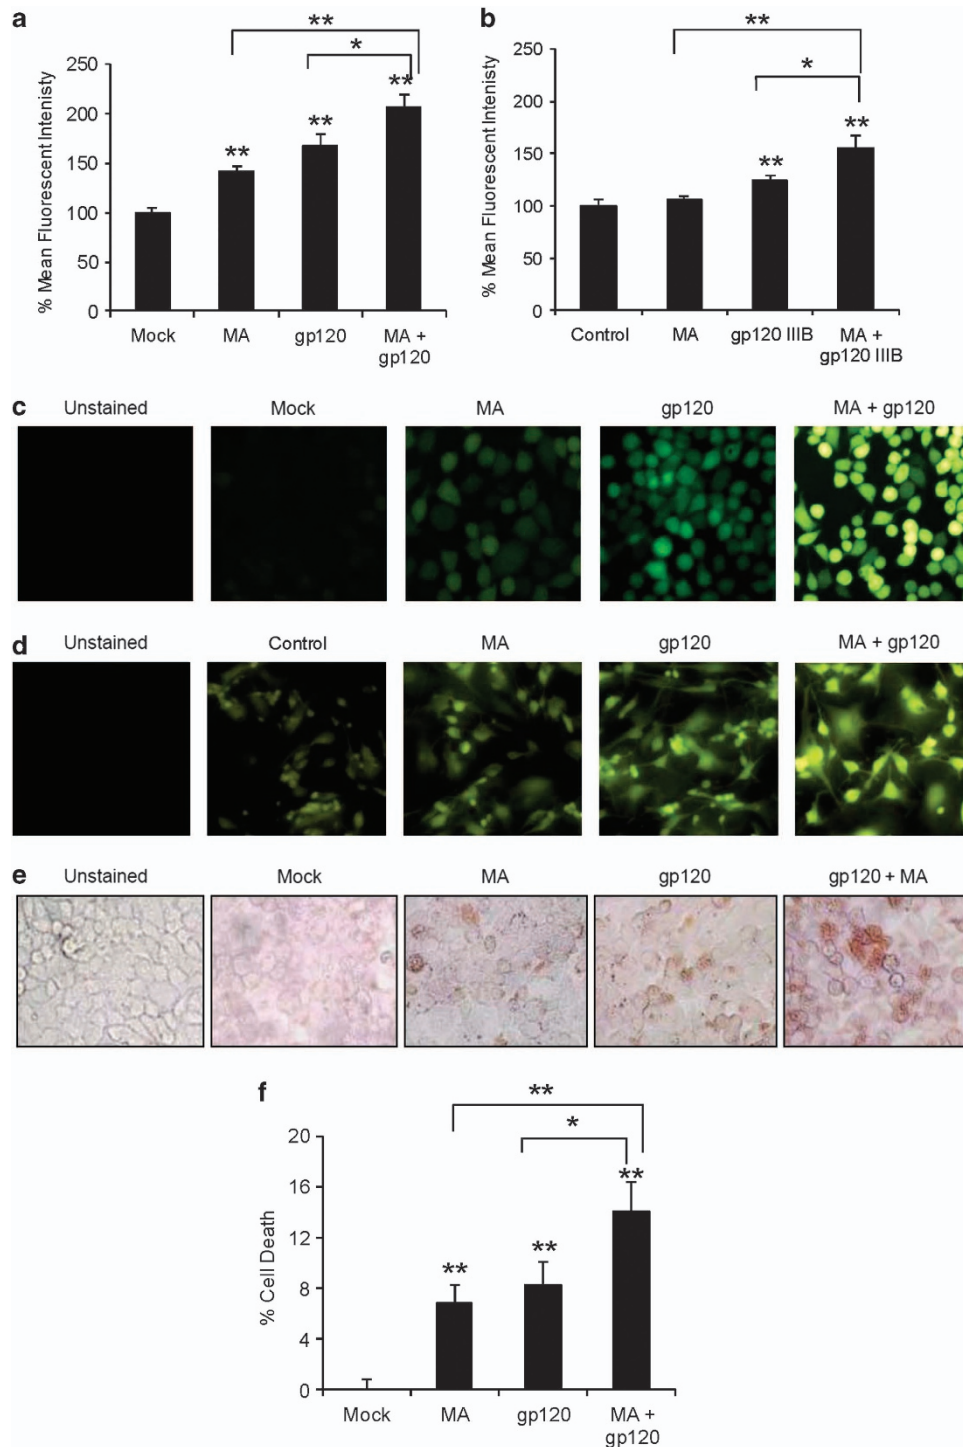 a
**
*
250
200
150
100
50
0
% Mean Fluorescent Intenisty
**
**
**
Mock
MA
gp120
MA +
gp120
b
**
*
250
200
150
100
50
0
% Mean Fluorescent Intenisty
**
**
Control
MA
gp120 IIIB
MA +
gp120 IIIB
c
Unstained
Mock
MA
gp120
MA + gp120
d
Unstained
Control
MA
gp120
MA + gp120
e
Unstained
Mock
MA
gp120
gp120 + MA
f
**
*
20
16
12
8
4
0
% Cell Death
**
**
**
Mock
MA
gp120
MA +
gp120